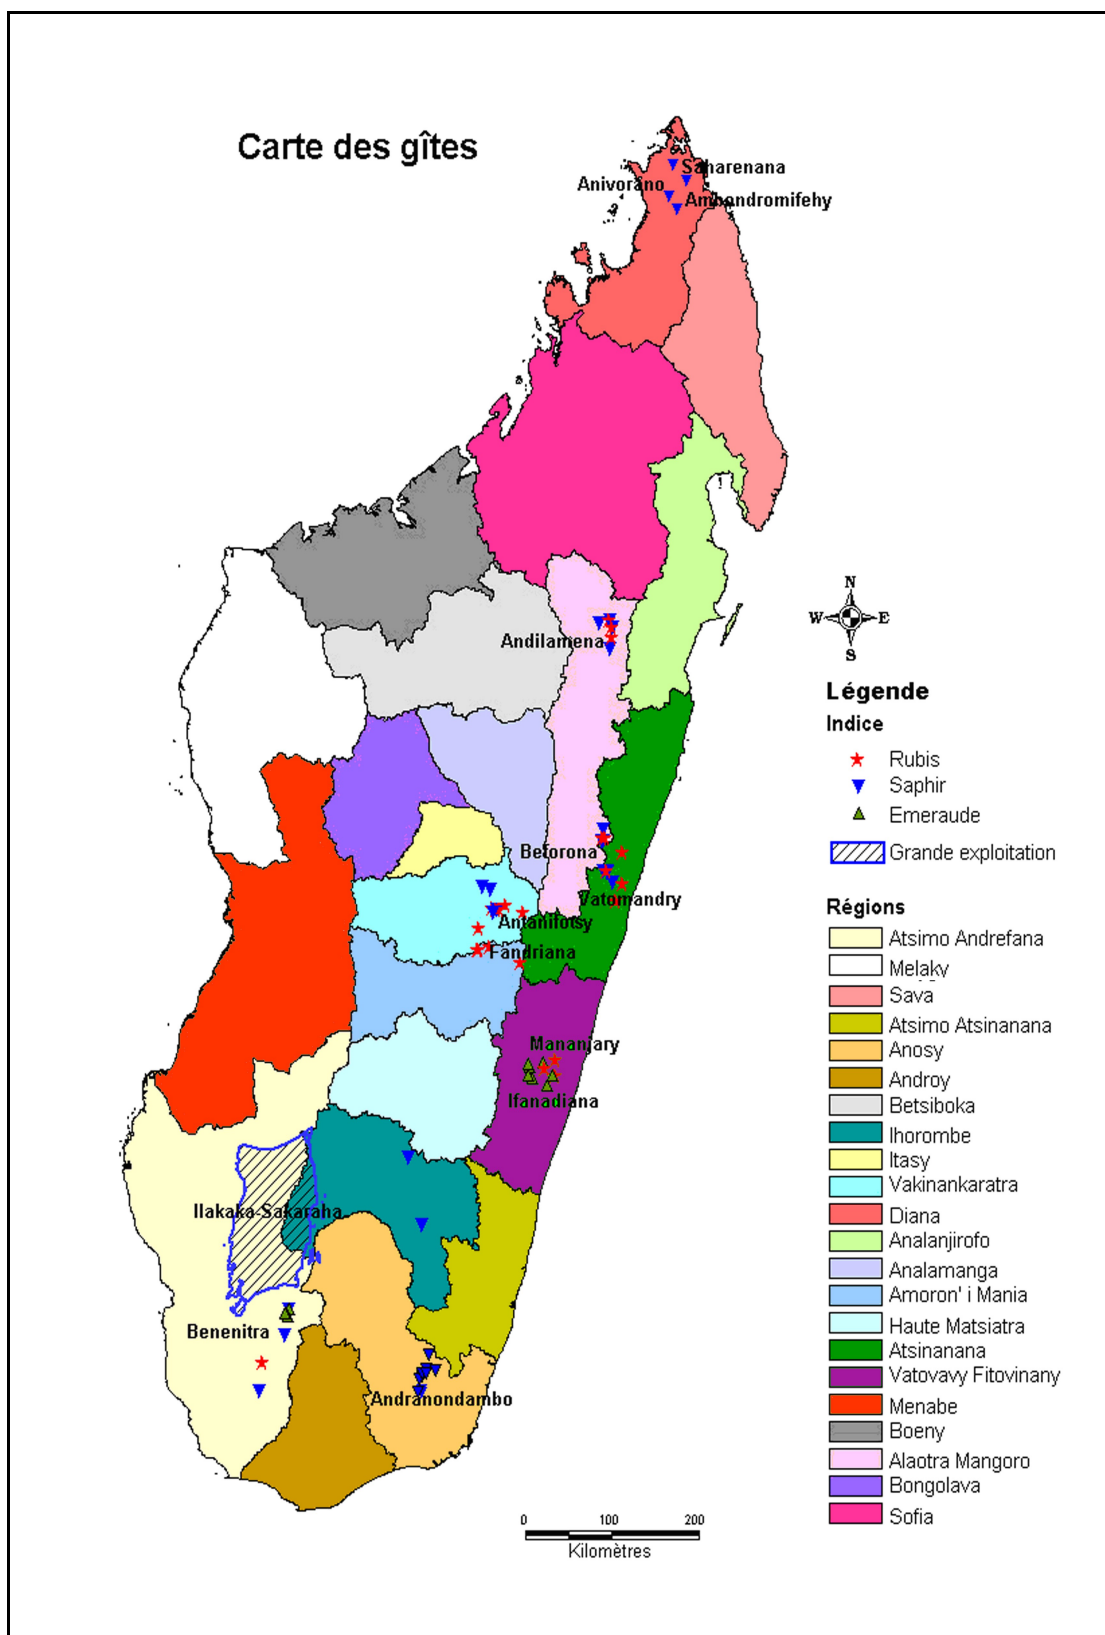 Carte des gîtes
Saharenana
Anivorano
Ambondromifehy
N
W E
S
Andilamena
Légende
Indice
Rubis
Saphir
Emeraude
Grande exploitation
Beforona
Vatomandry
Antanifotsy
Fandriana
Régions
Atsimo Andrefana
Melaky
Sava
Atsimo Atsinanana
Anosy
Androy
Betsiboka
Ihorombe
Itasy
Vakinankaratra
Diana
Analanjirofo
Analamanga
Amoron' i Mania
Haute Matsiatra
Atsinanana
Vatovavy Fitovinany
Menabe
Boeny
Alaotra Mangoro
Bongolava
Sofia
Mananjary
Ifanadiana
Ilakaka-Sakaraha
Benenitra
Andranondambo
0 100 200
Kilomètres